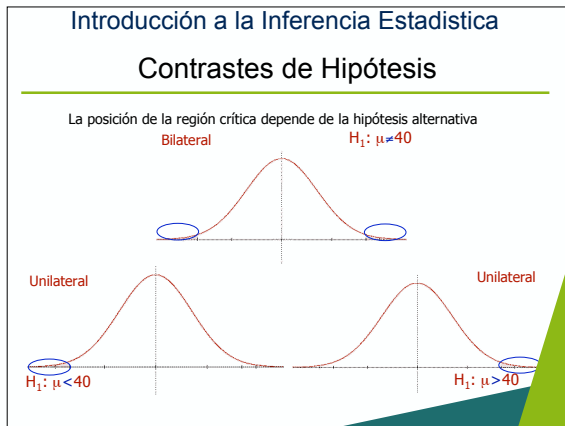 Introducción a la Inferencia Estadistica
Contrastes de Hipótesis
La posición de la región crítica depende de la hipótesis alternativa
Bilateral
H₁: μ≠40
Unilateral
Unilateral
H₁: μ<40
H₁: μ>40